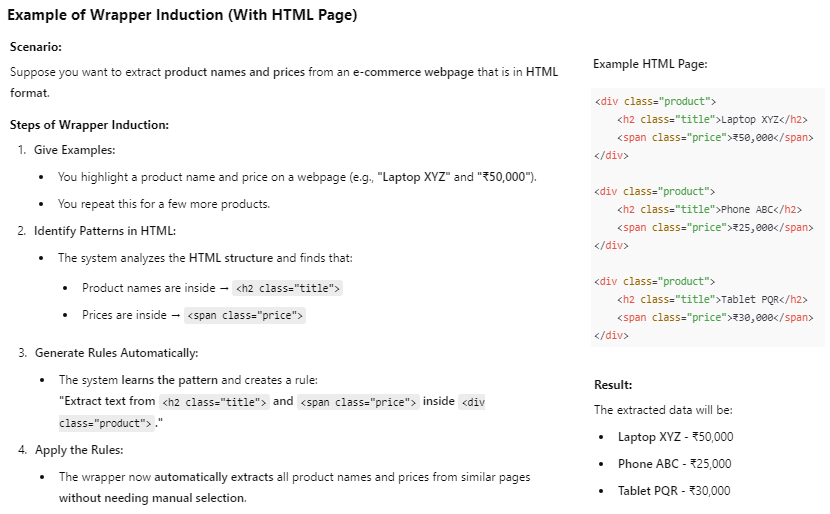 Example of Wrapper Induction (With HTML Page)
Scenario:
Suppose you want to extract product names and prices from an e-commerce webpage that is in HTML
format.
Steps of Wrapper Induction:
1. Give Examples:
• You highlight a product name and price on a webpage (e.g., "Laptop XYZ" and "₹50,000").
• You repeat this for a few more products.
2. Identify Patterns in HTML:
• The system analyzes the HTML structure and finds that:
• Product names are inside → <h2 class="title">
• Prices are inside → <span class="price">
3. Generate Rules Automatically:
• The system learns the pattern and creates a rule:
"Extract text from <h2 class="title"> and <span class="price"> inside <div
class="product"> ."
4. Apply the Rules:
• The wrapper now automatically extracts all product names and prices from similar pages
without needing manual selection.
Example HTML Page:
<div class="product">
<h2 class="title">Laptop XYZ</h2>
<span class="price">₹50,000</span>
</div>
<div class="product">
<h2 class="title">Phone ABC</h2>
<span class="price">₹25,000</span>
</div>
<div class="product">
<h2 class="title">Tablet PQR</h2>
<span class="price">₹30,000</span>
</div>
Result:
The extracted data will be:
• Laptop XYZ - ₹50,000
• Phone ABC - ₹25,000
• Tablet PQR - ₹30,000